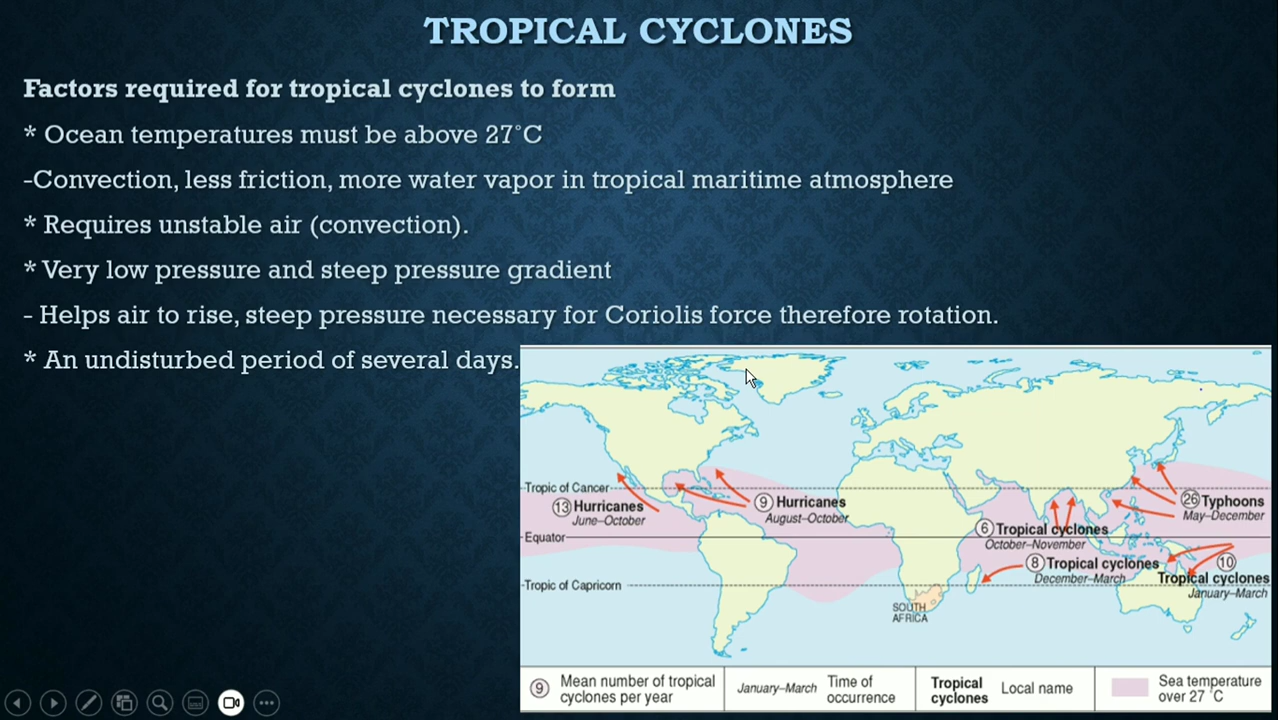 TROPICAL CYCLONES
Factors required for tropical cyclones to form
* Ocean temperatures must be above 27°C
-Convection, less friction, more water vapor in tropical maritime atmosphere
* Requires unstable air (convection).
* Very low pressure and steep pressure gradient
- Helps air to rise, steep pressure necessary for Coriolis force therefore rotation.
* An undisturbed period of several days.
Tropic of Cancer
13 Hurricanes
June–October
9 Hurricanes
August–October
26 Typhoons
May–December
6 Tropical cyclones
October–November
Equator
8 Tropical cyclones
December–March
10
Tropical cyclones
January–March
Tropic of Capricorn
SOUTH
AFRICA
9 Mean number of tropical
cyclones per year
January–March Time of
occurrence
Tropical
cyclones Local name
Sea temperature
over 27 °C